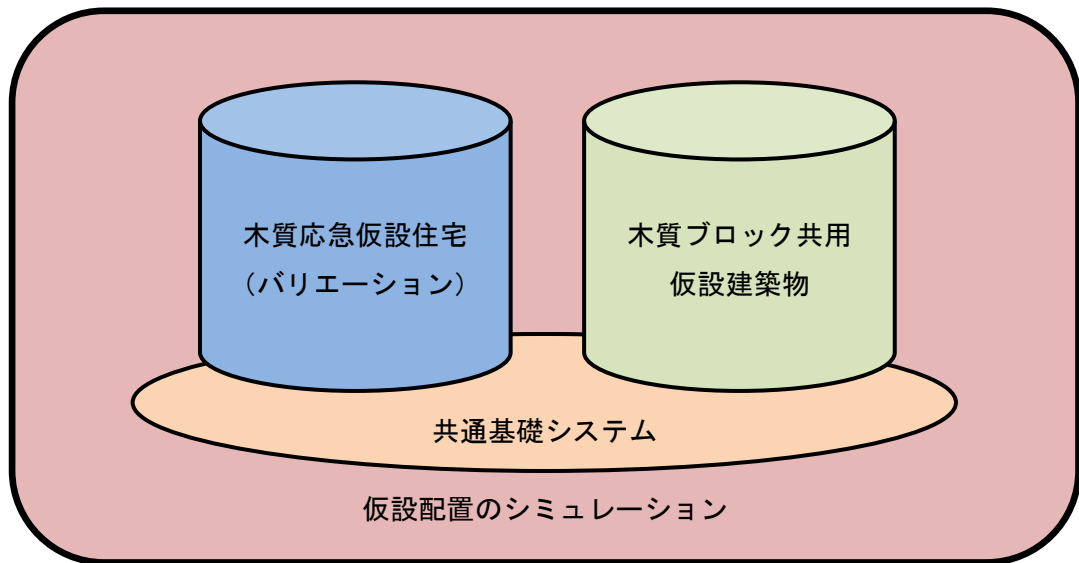 木質応急仮設住宅
（バリエーション）
木質ブロック共用
仮設建築物
共通基礎システム
仮設配置のシミュレーション